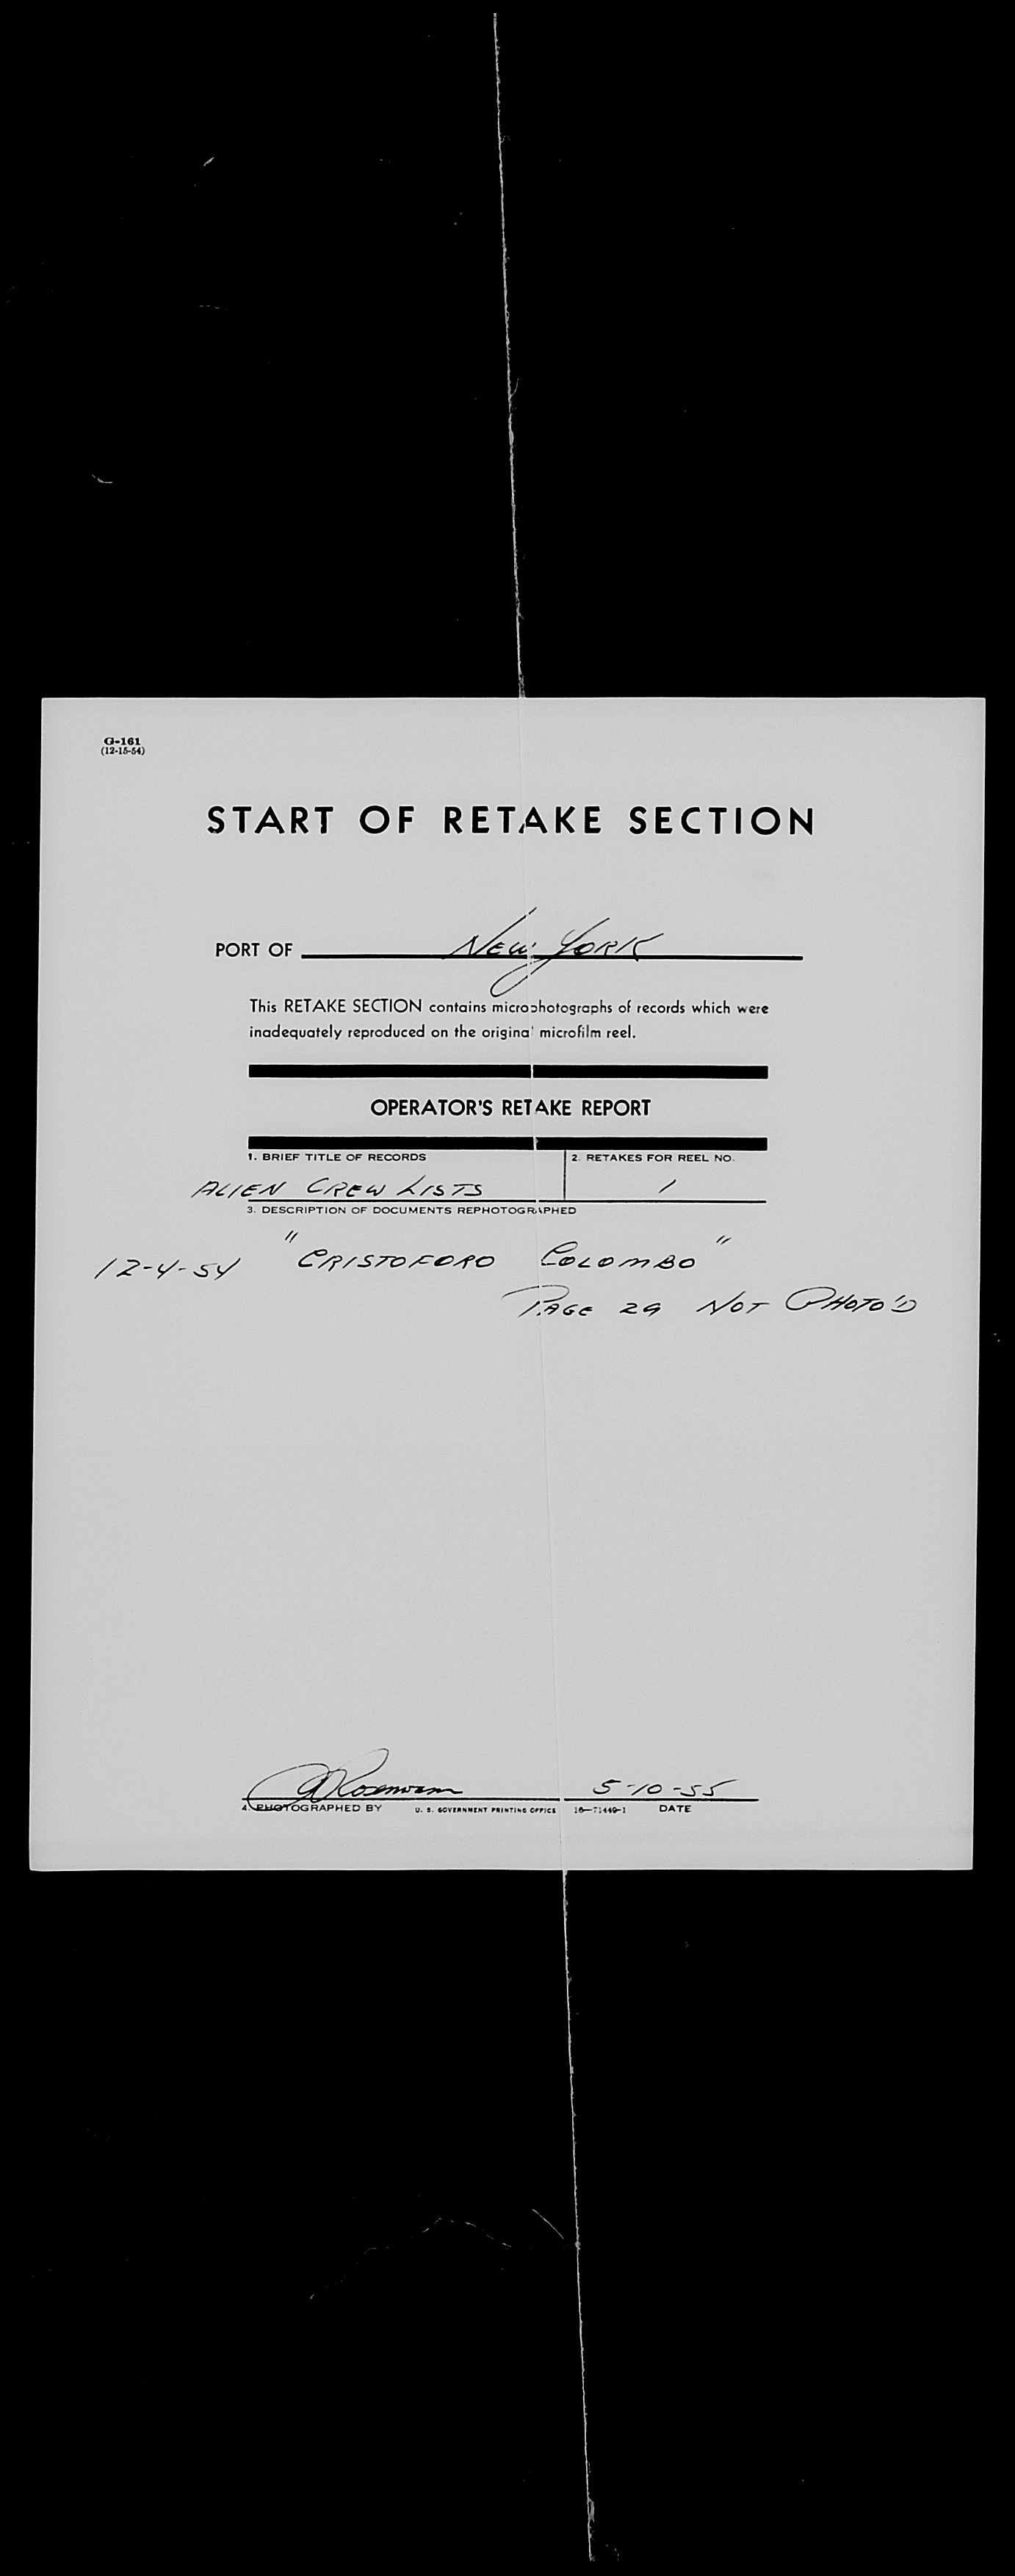 G-161
(12-15-54)
START OF RETAKE SECTION
PORT OF New York
This RETAKE SECTION contains microphotographs of records which were
inadequately reproduced on the original microfilm reel.
OPERATOR'S RETAKE REPORT
1. BRIEF TITLE OF RECORDS 2. RETAKES FOR REEL NO.
ALIEN CREW LISTS 1
3. DESCRIPTION OF DOCUMENTS REPHOTOGRAPHED
12-4-54 "CRISTOFORO COLOMBO"
PAGE 29 NOT PHOTO'D
5-10-55
4. PHOTOGRAPHED BY U. S. GOVERNMENT PRINTING OFFICE 16—71449-1 DATE